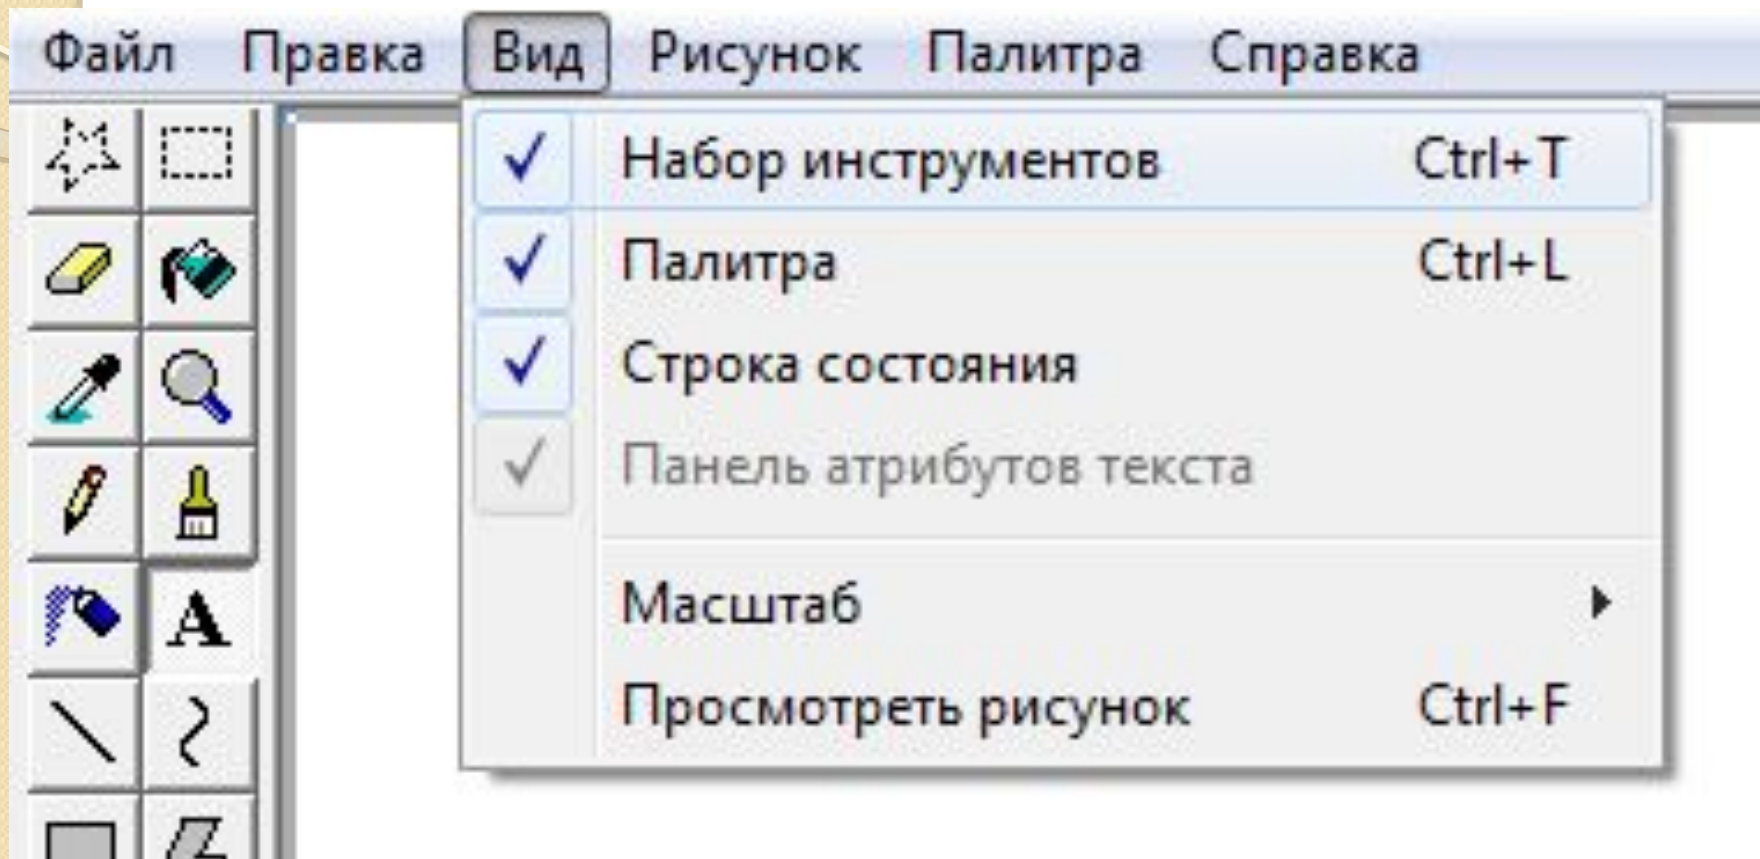 Файл Правка Вид Рисунок Палитра Справка
Набор инструментов Ctrl+T
Палитра Ctrl+L
Строка состояния
Панель атрибутов текста
Масштаб
Просмотреть рисунок Ctrl+F
A